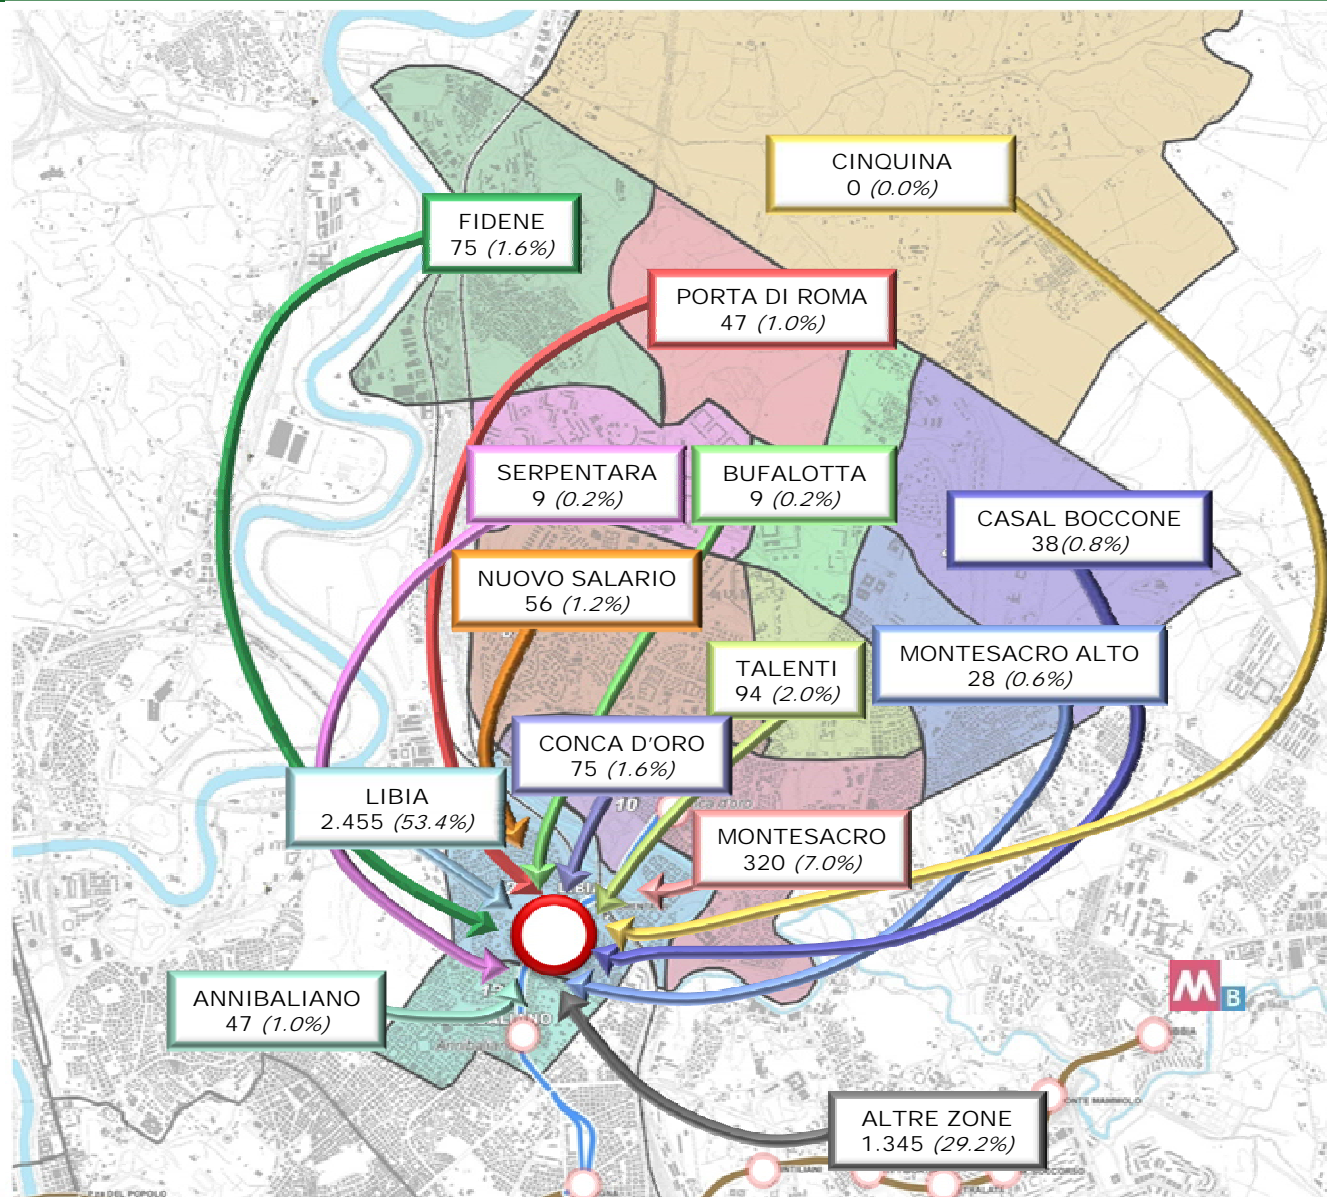 CINQUINA
0 (0.0%)
FIDENE
75 (1.6%)
PORTA DI ROMA
47 (1.0%)
SERPENTARA
9 (0.2%)
BUFALOTTA
9 (0.2%)
CASAL BOCCONE
38(0.8%)
NUOVO SALARIO
56 (1.2%)
TALENTI
94 (2.0%)
MONTESACRO ALTO
28 (0.6%)
CONCA D'ORO
75 (1.6%)
LIBIA
2.455 (53.4%)
10
MONTESACRO
320 (7.0%)
ANNIBALIANO
47 (1.0%)
M
B
ALTRE ZONE
1.345 (29.2%)